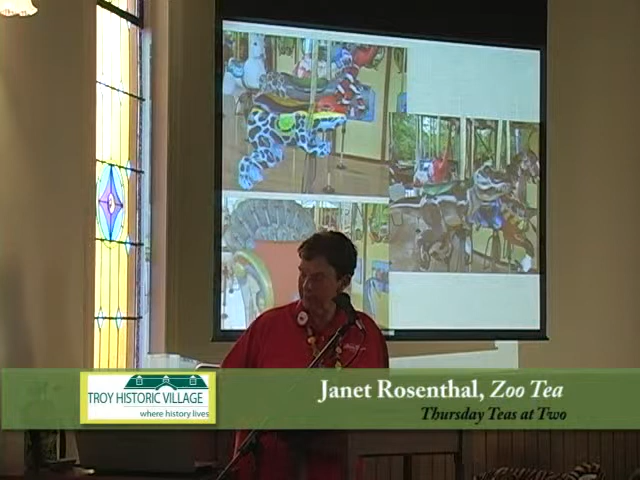 TROY HISTORIC VILLAGE
where history lives
Janet Rosenthal, Zoo Tea
Thursday Teas at Two